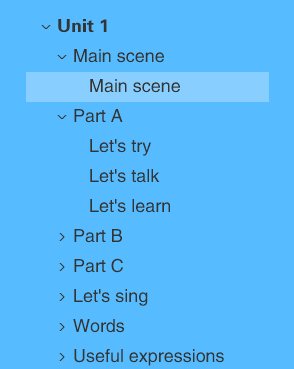 Unit 1
Main scene
Main scene
Part A
Let's try
Let's talk
Let's learn
Part B
Part C
Let's sing
Words
Useful expressions